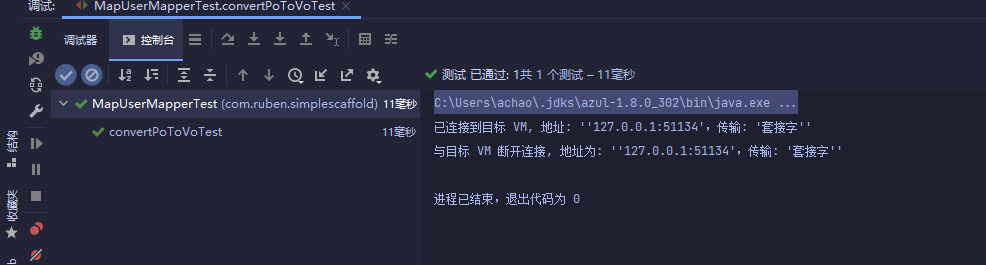 调试: MapUserMapperTest.convertPoToVoTest
调试器 控制台
测试 已通过: 1共 1 个测试 – 11毫秒
MapUserMapperTest (com.ruben.simplescaffold) 11毫秒
convertPoToVoTest 11毫秒
C:\Users\achao\.jdks\azul-1.8.0_302\bin\java.exe ...
已连接到目标 VM, 地址: ''127.0.0.1:51134'，传输: '套接字''
与目标 VM 断开连接, 地址为: ''127.0.0.1:51134'，传输: '套接字''
进程已结束，退出代码为 0
结构
收藏夹